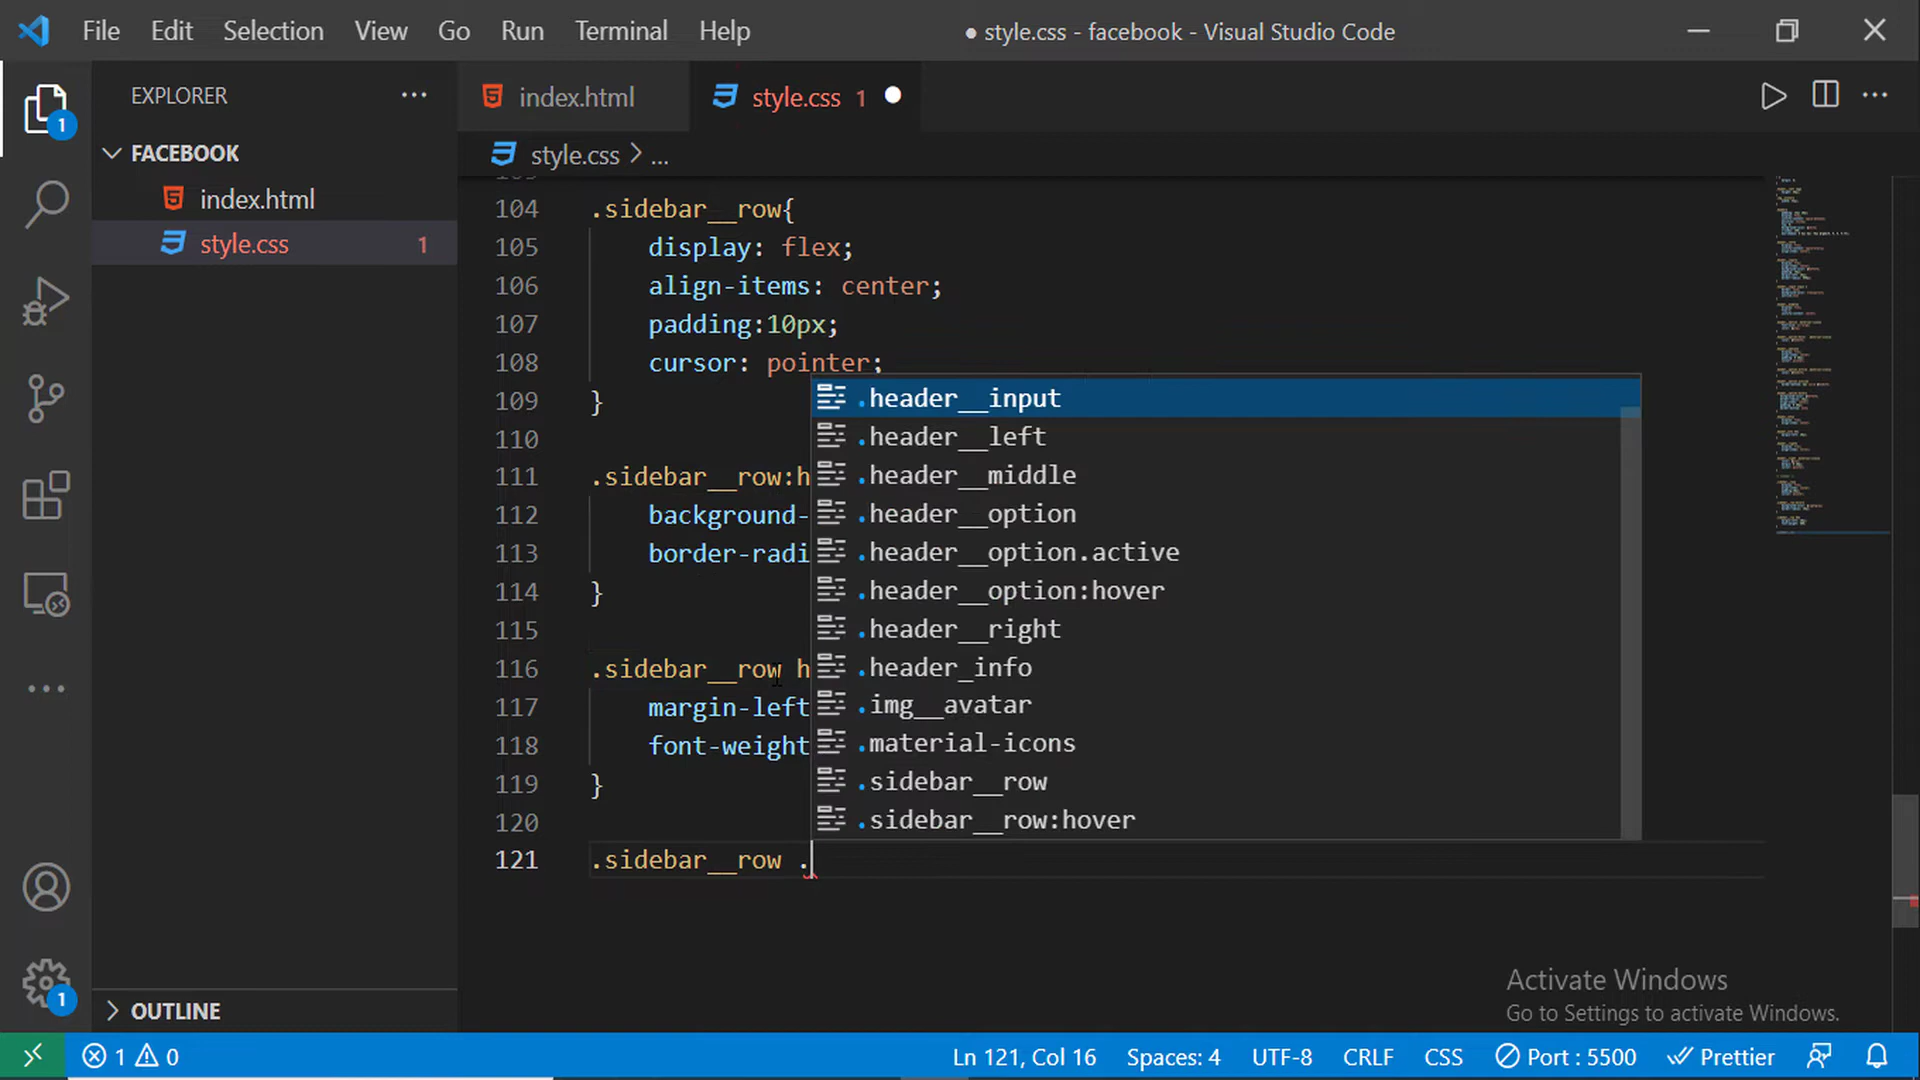 File Edit Selection View Go Run Terminal Help
● style.css - facebook - Visual Studio Code
EXPLORER ...
index.html
style.css 1
1
FACEBOOK
index.html
style.css 1
style.css > ...
104 .sidebar__row{
105 display: flex;
106 align-items: center;
107 padding:10px;
108 cursor: pointer;
109 }
110
111 .sidebar__row:h
112 background-
113 border-radi
114 }
115
116 .sidebar__row h
117 margin-left
118 font-weight
119 }
120
121 .sidebar__row .
.header__input
.header__left
.header__middle
.header__option
.header__option.active
.header__option:hover
.header__right
.header_info
.img__avatar
.material-icons
.sidebar__row
.sidebar__row:hover
OUTLINE
1
Activate Windows
Go to Settings to activate Windows.
1 0
Ln 121, Col 16 Spaces: 4 UTF-8 CRLF CSS Port : 5500 Prettier